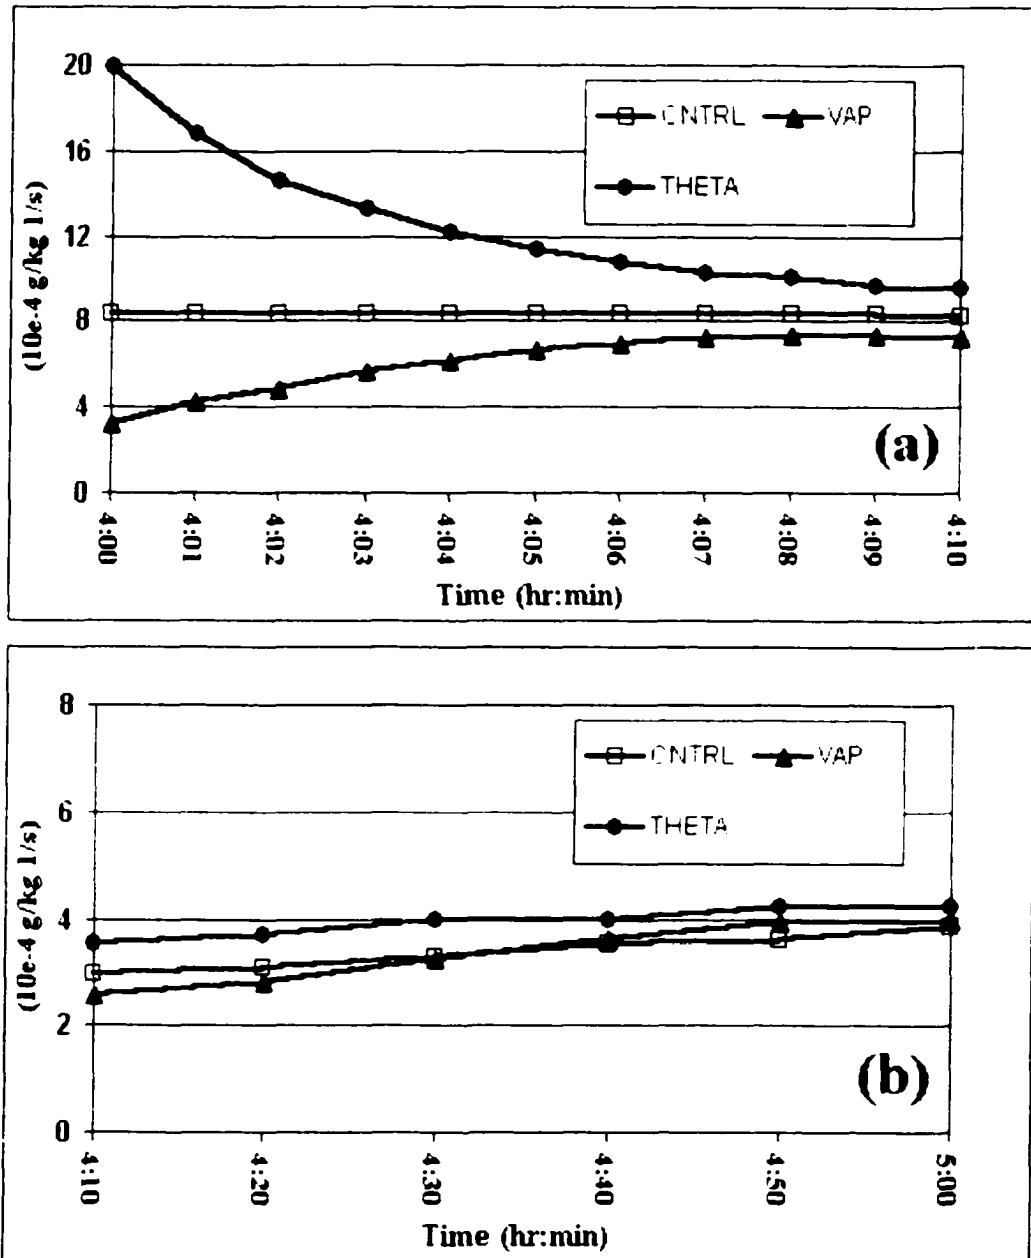 20
16
12
8
4
0
(10e-4 g/kg 1/s)
CNTRL VAP
THETA
(a)
4:00 4:01 4:02 4:03 4:04 4:05 4:06 4:07 4:08 4:09 4:10
Time (hr:min)
8
6
4
2
0
(10e-4 g/kg 1/s)
CNTRL VAP
THETA
(b)
4:10 4:20 4:30 4:40 4:50 5:00
Time (hr:min)